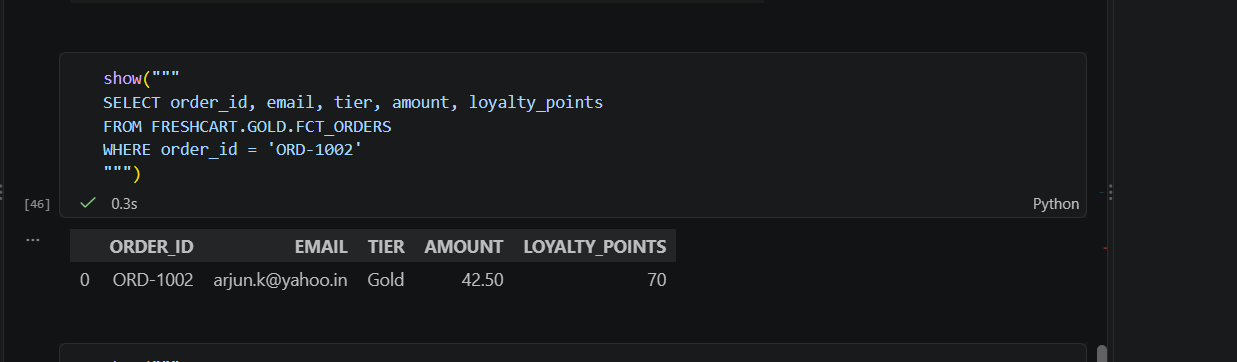 show("""
SELECT order_id, email, tier, amount, loyalty_points
FROM FRESHCART.GOLD.FCT_ORDERS
WHERE order_id = 'ORD-1002'
""")
[46] 0.3s Python
...
ORDER_ID EMAIL TIER AMOUNT LOYALTY_POINTS
0 ORD-1002 arjun.k@yahoo.in Gold 42.50 70